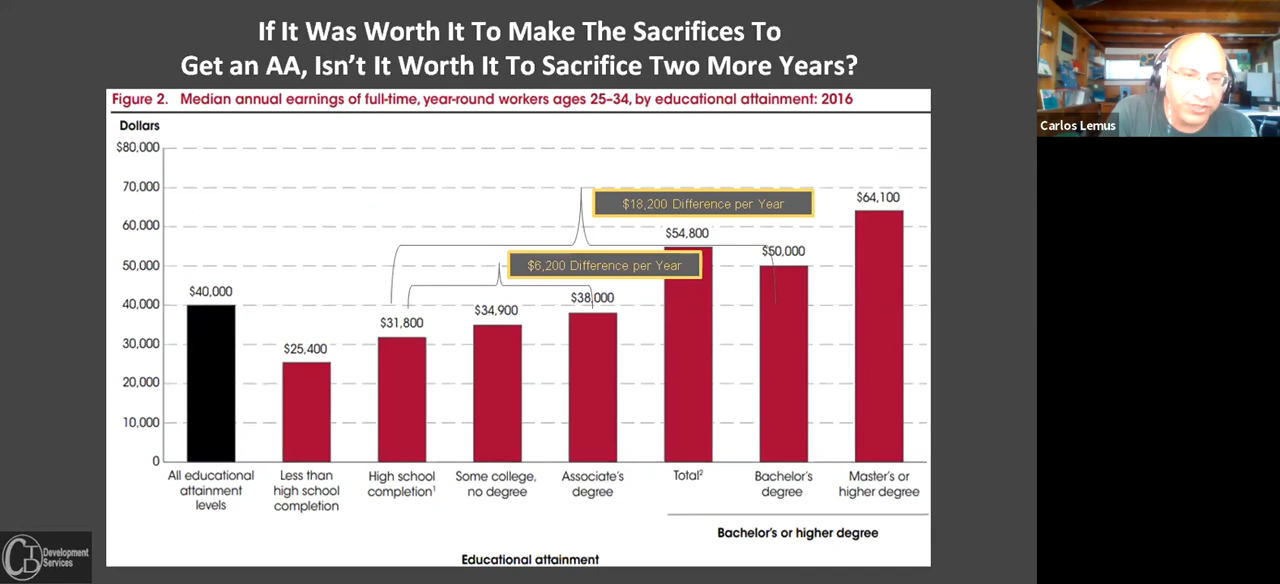 If It Was Worth It To Make The Sacrifices To
Get an AA, Isn't It Worth It To Sacrifice Two More Years?
Carlos Lemus
Figure 2. Median annual earnings of full-time, year-round workers ages 25–34, by educational attainment: 2016
Dollars
$80,000
70,000
60,000
50,000
40,000
30,000
20,000
10,000
0
$18,200 Difference per Year
$6,200 Difference per Year
$40,000
$25,400
$31,800
$34,900
$38,000
$54,800
$50,000
$64,100
All educational
attainment
levels
Less than
high school
completion
High school
completion¹
Some college,
no degree
Associate's
degree
Total²
Bachelor's
degree
Master's or
higher degree
Bachelor's or higher degree
Educational attainment
CTD
Development
Services